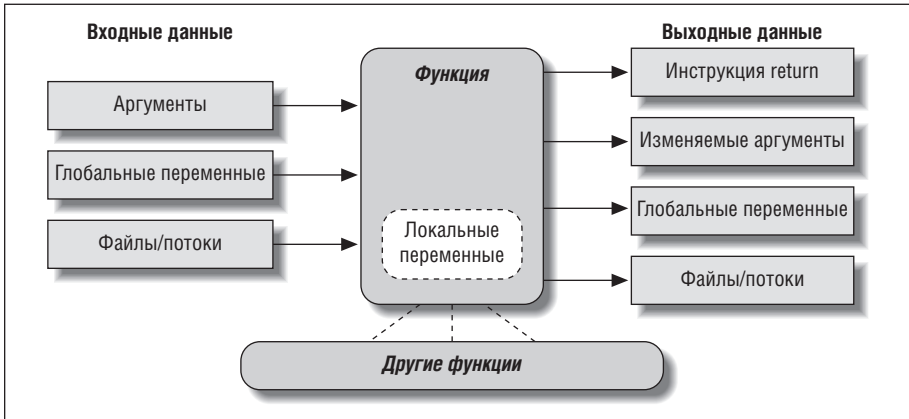 Входные данные
Аргументы
Глобальные переменные
Файлы/потоки
Функция
Локальные
переменные
Выходные данные
Инструкция return
Изменяемые аргументы
Глобальные переменные
Файлы/потоки
Другие функции